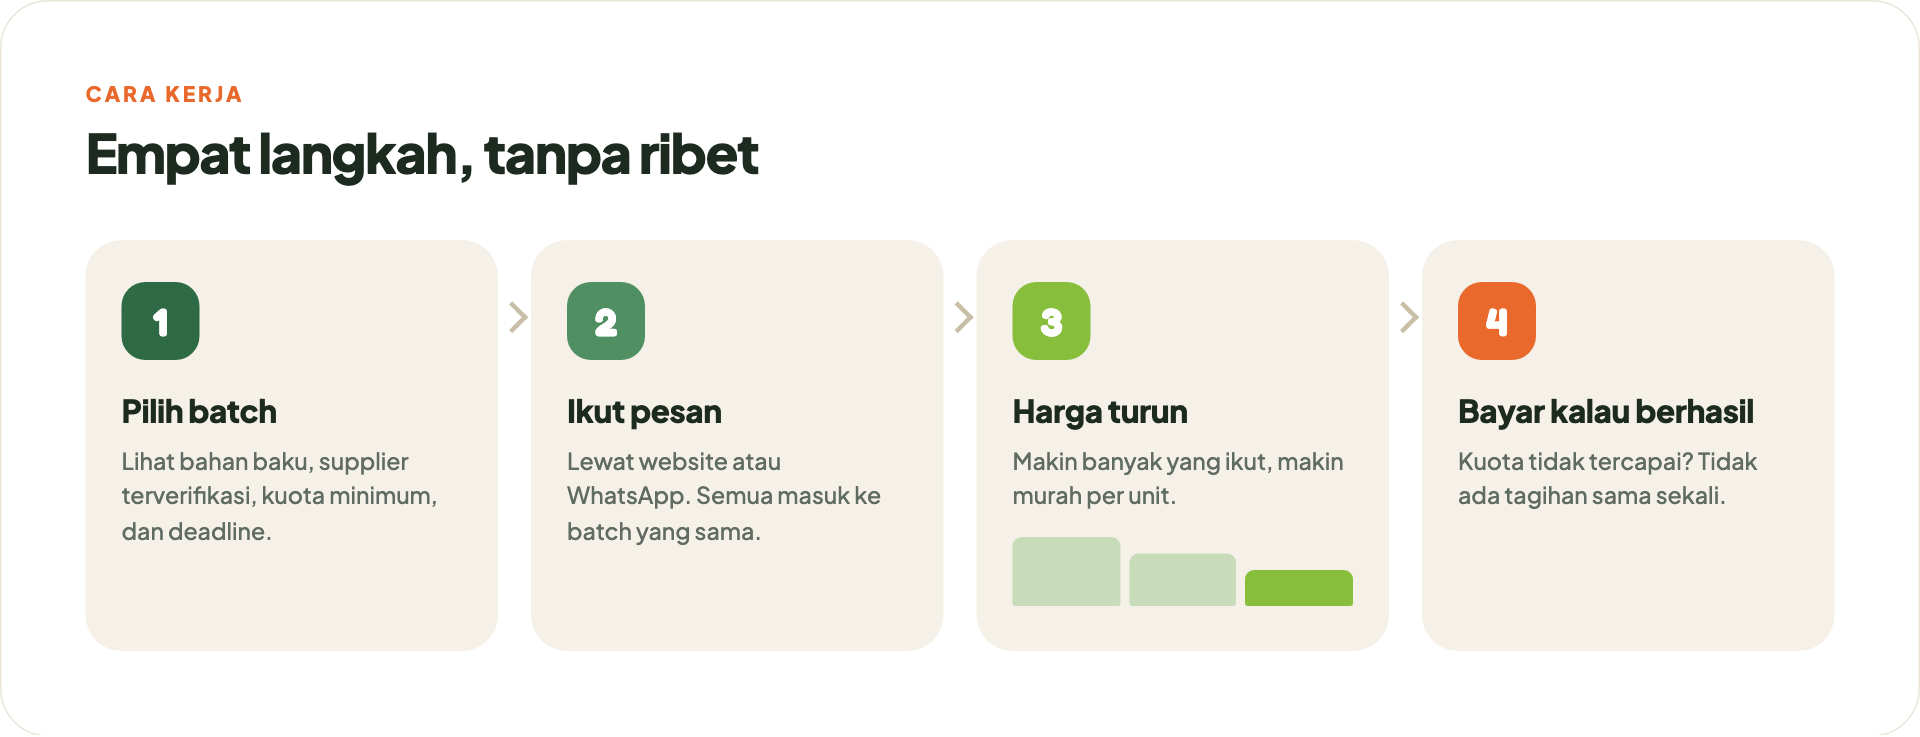 CARA KERJA
Empat langkah, tanpa ribet
1
Pilih batch
Lihat bahan baku, supplier
terverifikasi, kuota minimum,
dan deadline.
2
Ikut pesan
Lewat website atau
WhatsApp. Semua masuk ke
batch yang sama.
3
Harga turun
Makin banyak yang ikut, makin
murah per unit.
4
Bayar kalau berhasil
Kuota tidak tercapai? Tidak
ada tagihan sama sekali.